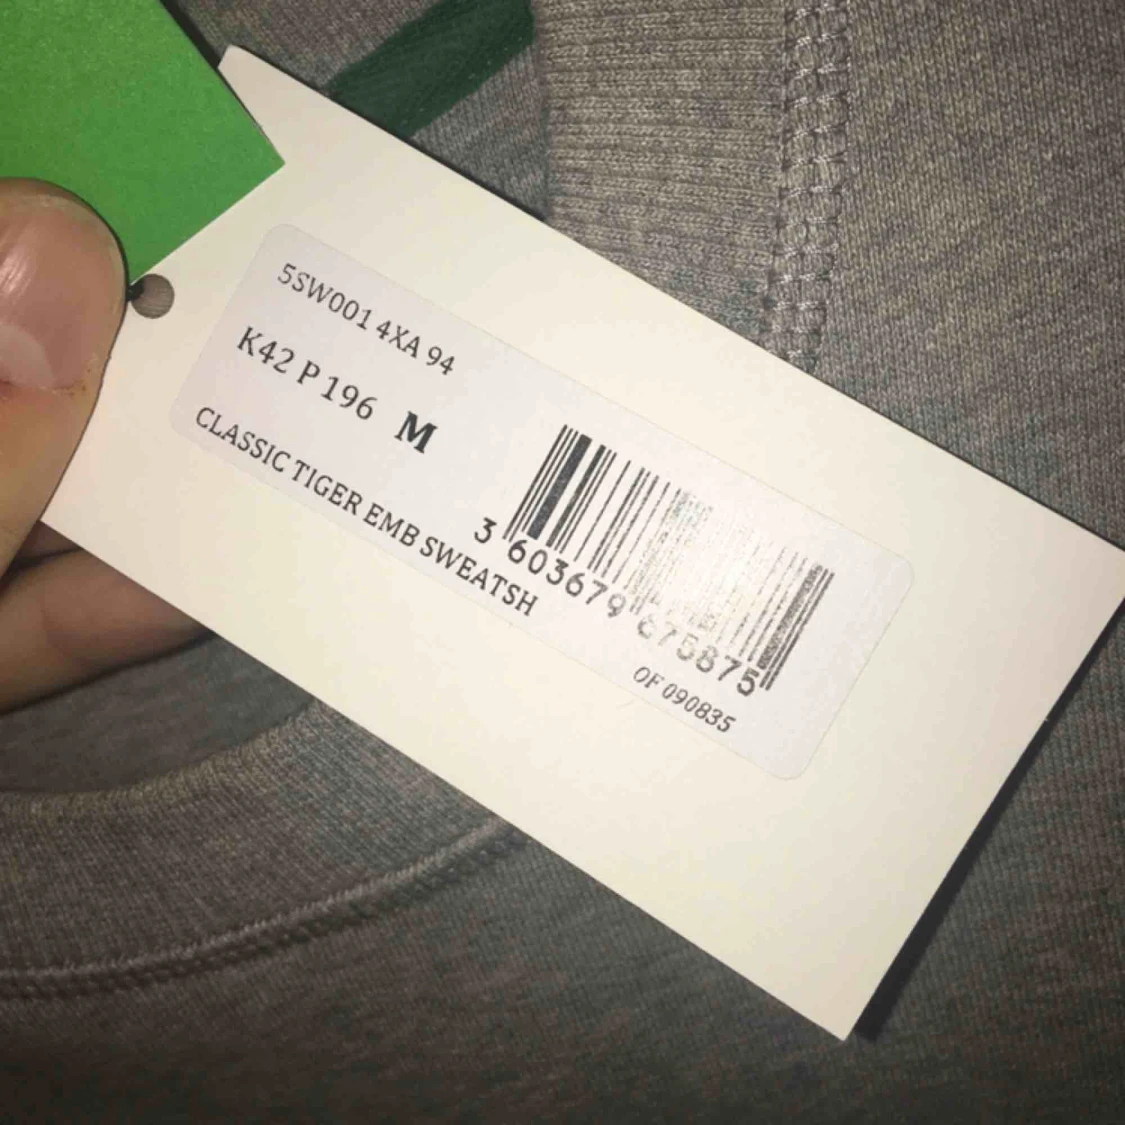 5SW001 4XA 94
K42 P 196 M
CLASSIC TIGER EMB SWEATSH
3 603679 675875
OF 090835